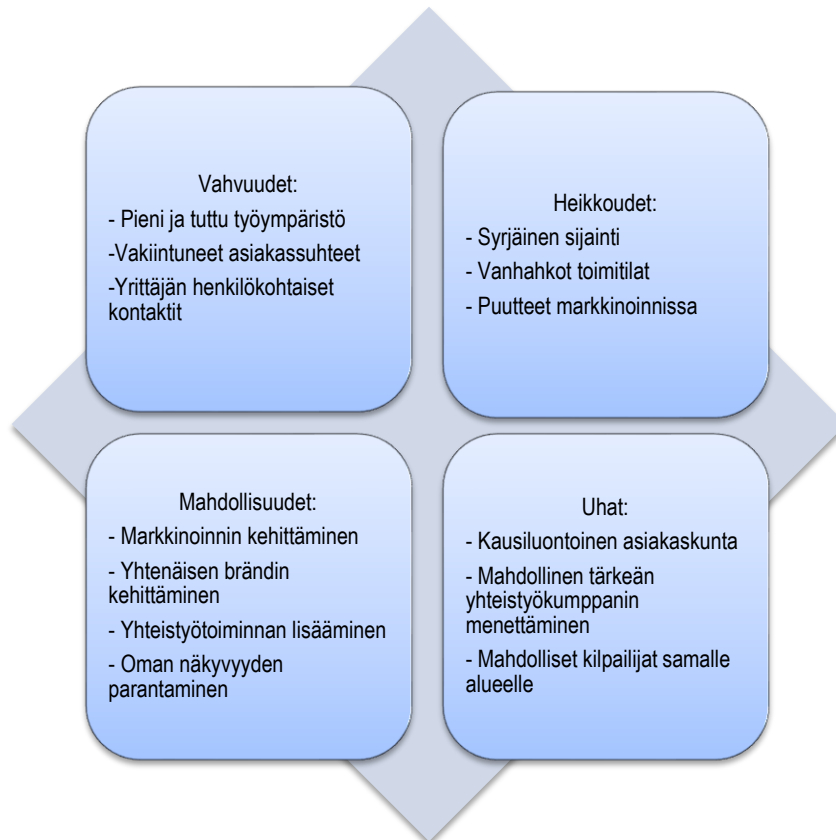 Vahvuudet:
- Pieni ja tuttu työympäristö
-Vakiintuneet asiakassuhteet
-Yrittäjän henkilökohtaiset
kontaktit
Heikkoudet:
- Syrjäinen sijainti
- Vanhahkot toimitilat
- Puutteet markkinoinnissa
Mahdollisuudet:
- Markkinoinnin kehittäminen
- Yhtenäisen brändin
kehittäminen
- Yhteistyötoiminnan lisääminen
- Oman näkyvyyden
parantaminen
Uhat:
- Kausiluontoinen asiakaskunta
- Mahdollinen tärkeän
yhteistyökumppanin
menettäminen
- Mahdolliset kilpailijat samalle
alueelle